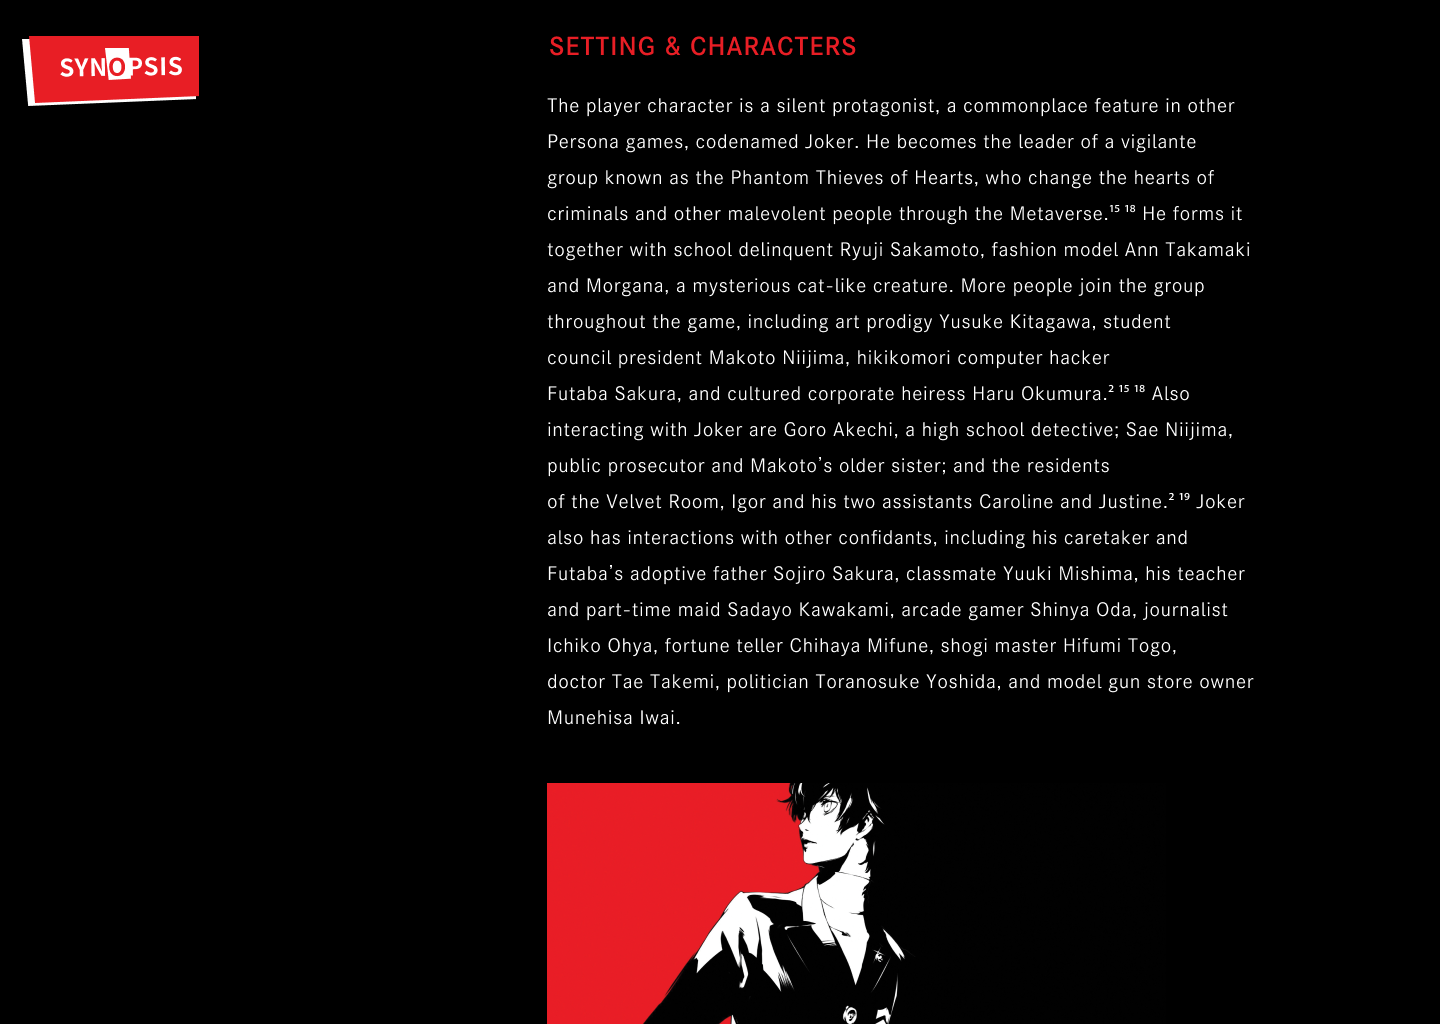 SYNOPSIS
SETTING & CHARACTERS
The player character is a silent protagonist, a commonplace feature in other
Persona games, codenamed Joker. He becomes the leader of a vigilante
group known as the Phantom Thieves of Hearts, who change the hearts of
criminals and other malevolent people through the Metaverse.¹⁵ ¹⁸ He forms it
together with school delinquent Ryuji Sakamoto, fashion model Ann Takamaki
and Morgana, a mysterious cat-like creature. More people join the group
throughout the game, including art prodigy Yusuke Kitagawa, student
council president Makoto Niijima, hikikomori computer hacker
Futaba Sakura, and cultured corporate heiress Haru Okumura.² ¹⁵ ¹⁸ Also
interacting with Joker are Goro Akechi, a high school detective; Sae Niijima,
public prosecutor and Makoto’s older sister; and the residents
of the Velvet Room, Igor and his two assistants Caroline and Justine.² ¹⁹ Joker
also has interactions with other confidants, including his caretaker and
Futaba’s adoptive father Sojiro Sakura, classmate Yuuki Mishima, his teacher
and part-time maid Sadayo Kawakami, arcade gamer Shinya Oda, journalist
Ichiko Ohya, fortune teller Chihaya Mifune, shogi master Hifumi Togo,
doctor Tae Takemi, politician Toranosuke Yoshida, and model gun store owner
Munehisa Iwai.